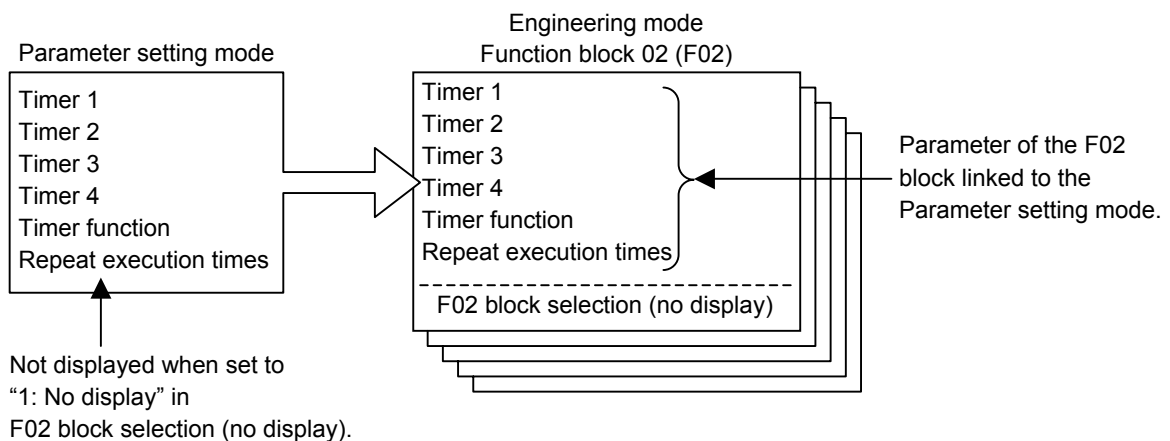 Parameter setting mode
Timer 1
Timer 2
Timer 3
Timer 4
Timer function
Repeat execution times
Not displayed when set to
“1: No display” in
F02 block selection (no display).
Engineering mode
Function block 02 (F02)
Timer 1
Timer 2
Timer 3
Timer 4
Timer function
Repeat execution times
F02 block selection (no display)
Parameter of the F02
block linked to the
Parameter setting mode.